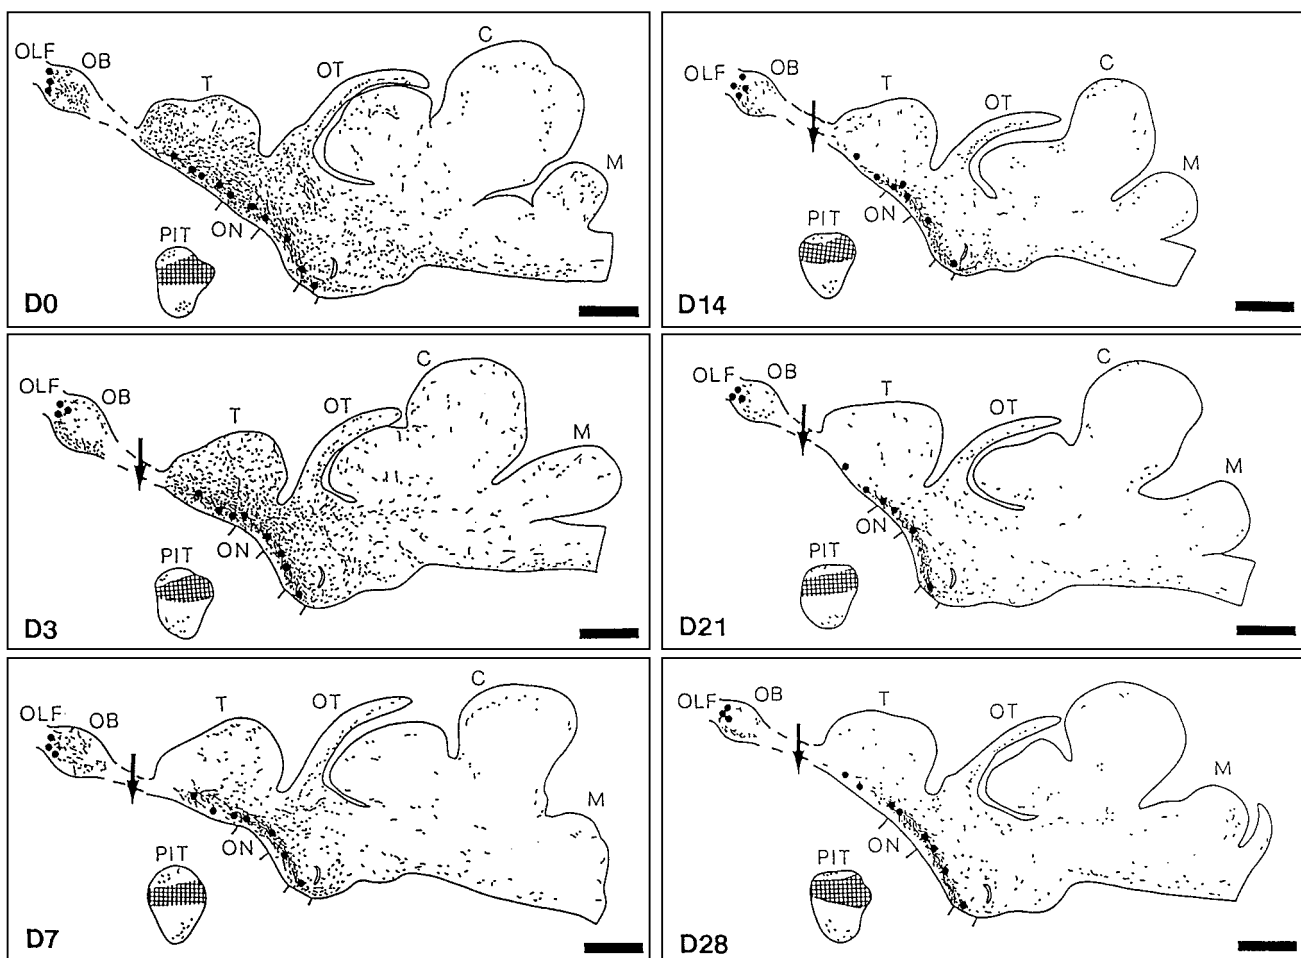 OLF OB T OT C M ON PIT D0
OLF OB T OT C M ON PIT D14
OLF OB T OT C M ON PIT D3
OLF OB T OT C M ON PIT D21
OLF OB T OT C M ON PIT D7
OLF OB T OT C M ON PIT D28